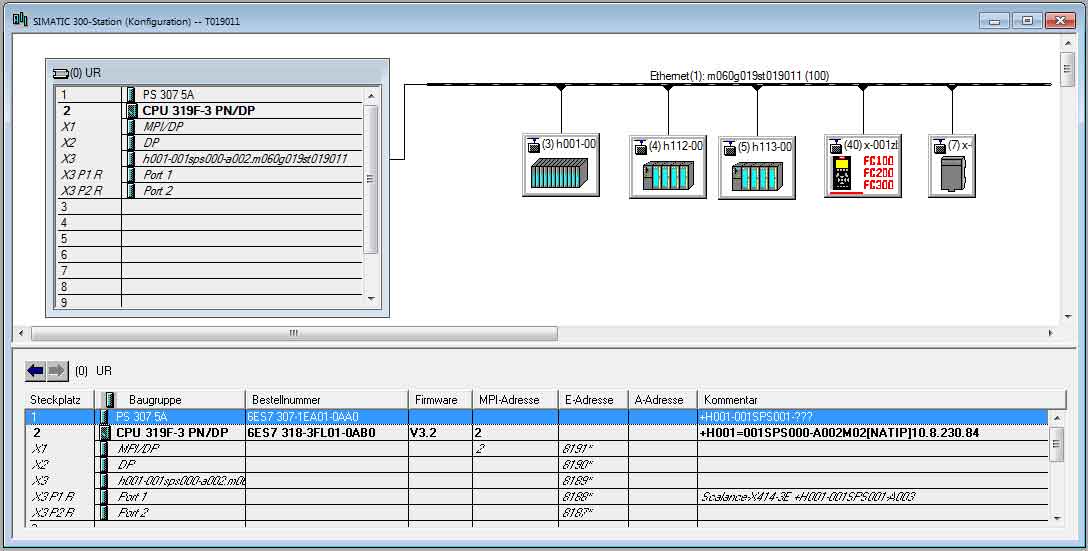 SIMATIC 300-Station (Konfiguration) -- T019011
(0) UR
1 PS 307 5A
2 CPU 319F-3 PN/DP
X1 MPI/DP
X2 DP
X3 h001-001sps000-a002.m060g019st019011
X3 P1 R Port 1
X3 P2 R Port 2
3
4
5
6
7
8
9
Ethernet(1): m060g019st019011 (100)
(3) h001-00
(4) h112-00
(5) h113-00
(40) x-001zl
FC100
FC200
FC300
(7) x-
(0) UR
Steckplatz Baugruppe Bestellnummer Firmware MPI-Adresse E-Adresse A-Adresse Kommentar
1 PS 307 5A 6ES7 307-1EA01-0AA0 +H001-001SPS001-???
2 CPU 319F-3 PN/DP 6ES7 318-3FL01-0AB0 V3.2 2 +H001=001SPS000-A002M02[NATIP]10.8.230.84
X1 MPI/DP 2 8191*
X2 DP 8190*
X3 h001-001sps000-a002.m06 8189*
X3 P1 R Port 1 8188* Scalance-X414-3E +H001-001SPS001-A003
X3 P2 R Port 2 8187*